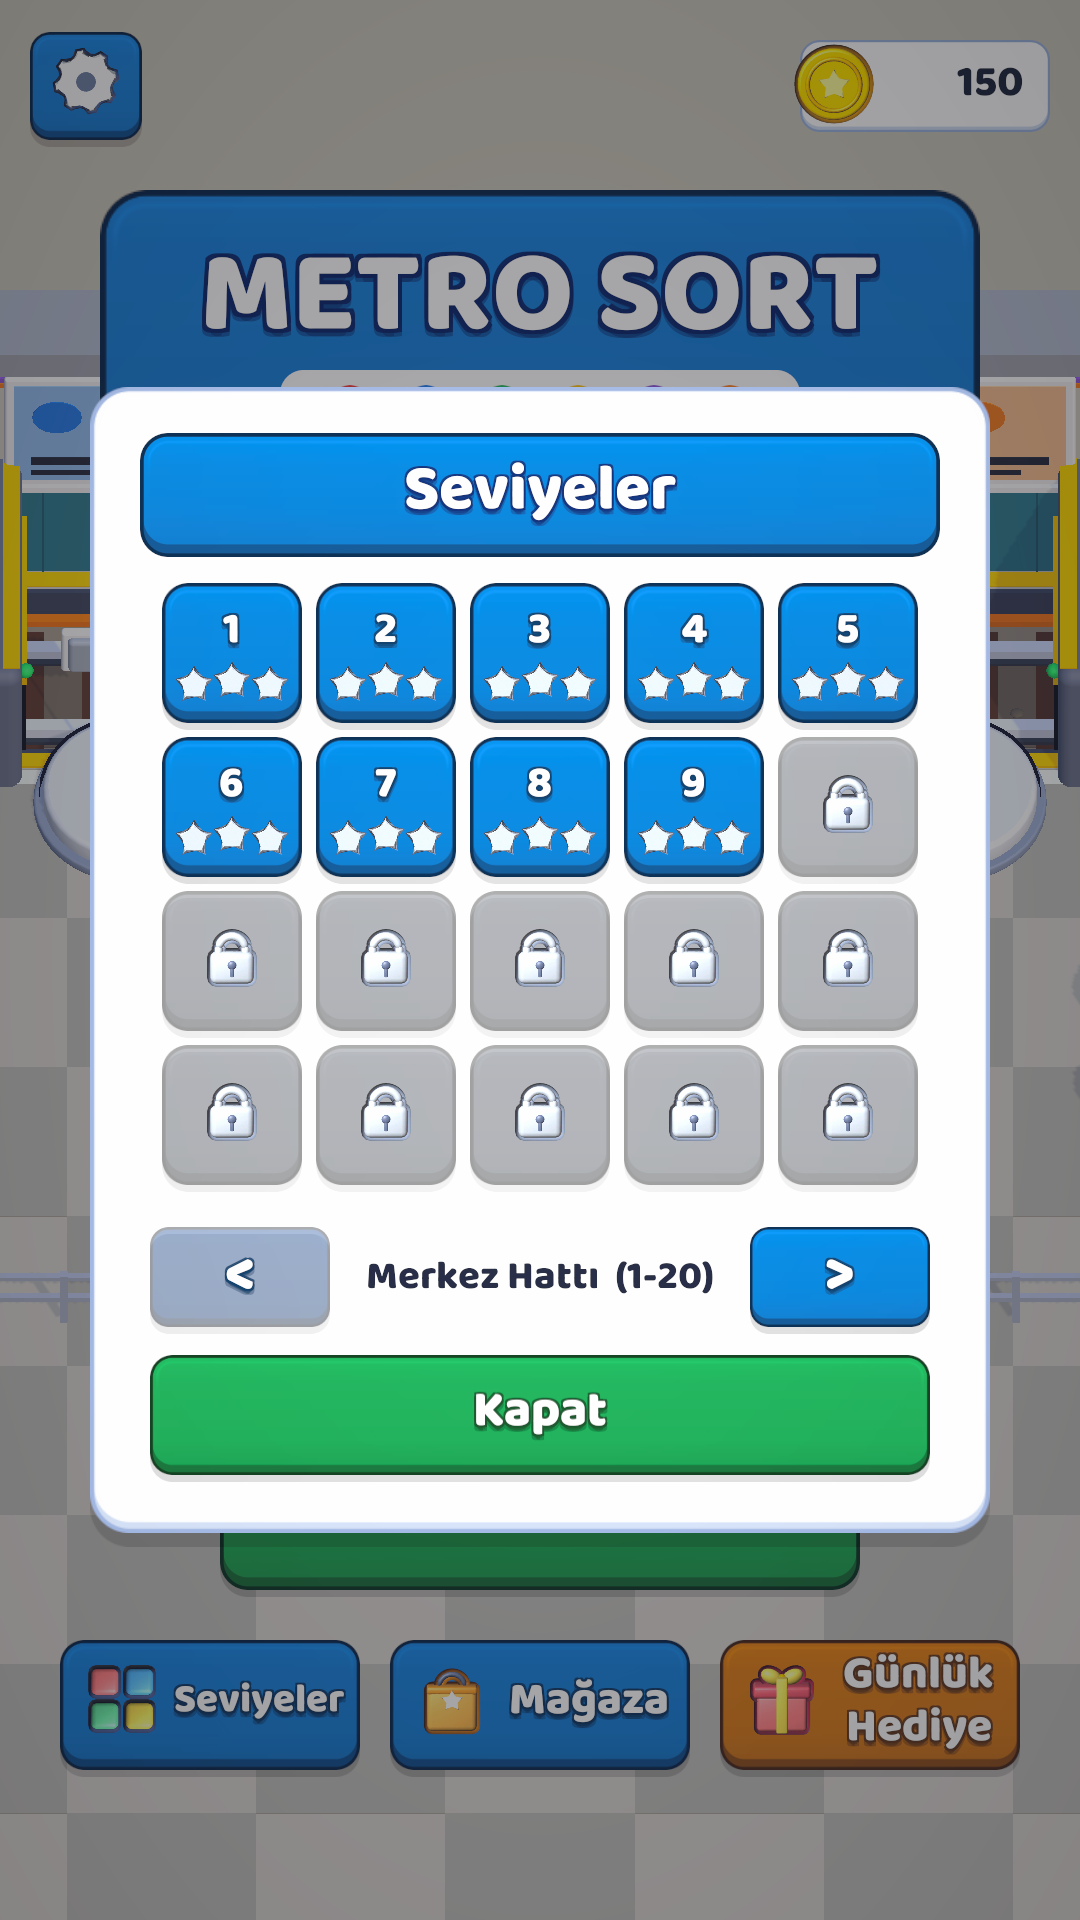 150
METRO SORT
Seviyeler
1 2 3 4 5
6 7 8 9
< Merkez Hattı (1-20) >
Kapat
Seviyeler
Mağaza
Günlük
Hediye